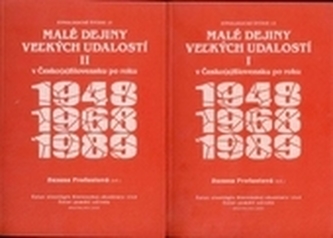 MALÉ DEJINY
VEĽKÝCH UDALOSTÍ
II
v Česko(a)Slovensku po roku
1948
1968
1989
Zuzana Profantová
MALÉ DEJINY
VEĽKÝCH UDALOSTÍ
I
v Česko(a)Slovensku po roku
1948
1968
1989
Zuzana Profantová